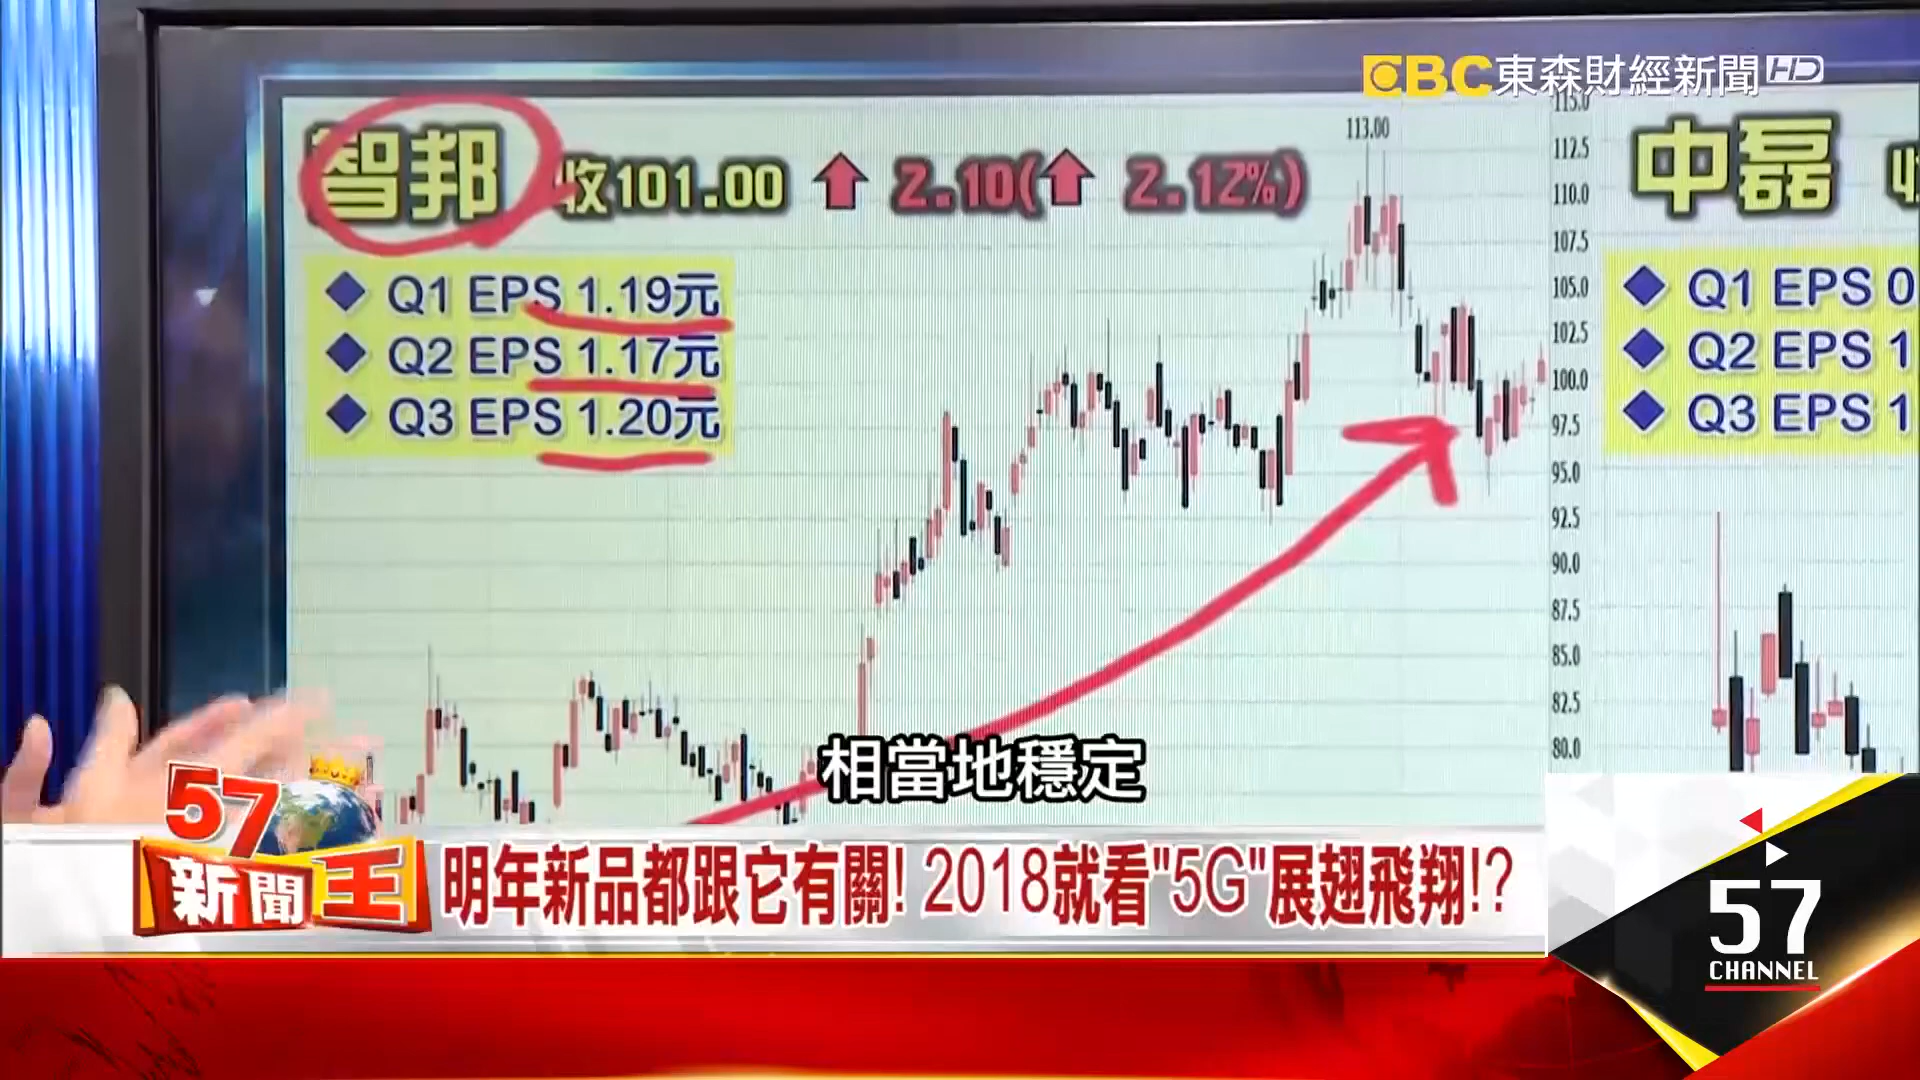 EBC東森財經新聞HD
智邦 收101.00 ↑ 2.10(↑ 2.12%)
Q1 EPS 1.19元
Q2 EPS 1.17元
Q3 EPS 1.20元
113.00
115.0
112.5
110.0
107.5
105.0
102.5
100.0
97.5
95.0
92.5
90.0
87.5
85.0
82.5
80.0
中磊
Q1 EPS 0
Q2 EPS 1
Q3 EPS 1
相當地穩定
57新聞王
明年新品都跟它有關! 2018就看"5G"展翅飛翔!?
57
CHANNEL